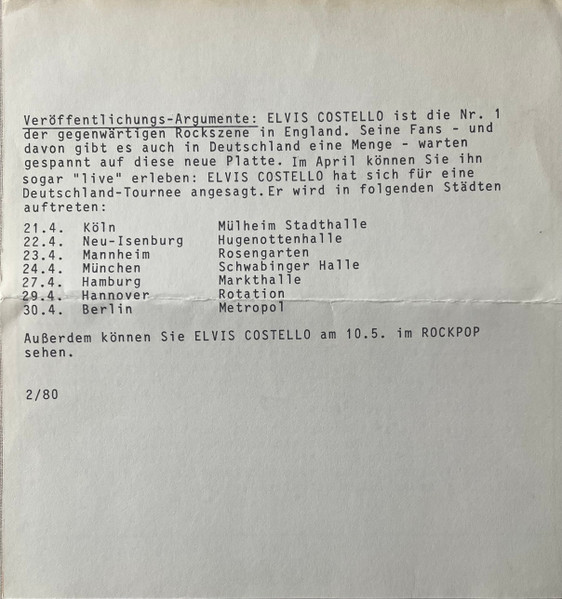 Veröffentlichungs-Argumente: ELVIS COSTELLO ist die Nr. 1
der gegenwärtigen Rockszene in England. Seine Fans - und
davon gibt es auch in Deutschland eine Menge - warten
gespannt auf diese neue Platte. Im April können Sie ihn
sogar "live" erleben: ELVIS COSTELLO hat sich für eine
Deutschland-Tournee angesagt.Er wird in folgenden Städten
auftreten:
21.4. Köln Mülheim Stadthalle
22.4. Neu-Isenburg Hugenottenhalle
23.4. Mannheim Rosengarten
24.4. München Schwabinger Halle
27.4. Hamburg Markthalle
29.4. Hannover Rotation
30.4. Berlin Metropol
Außerdem können Sie ELVIS COSTELLO am 10.5. im ROCKPOP
sehen.
2/80